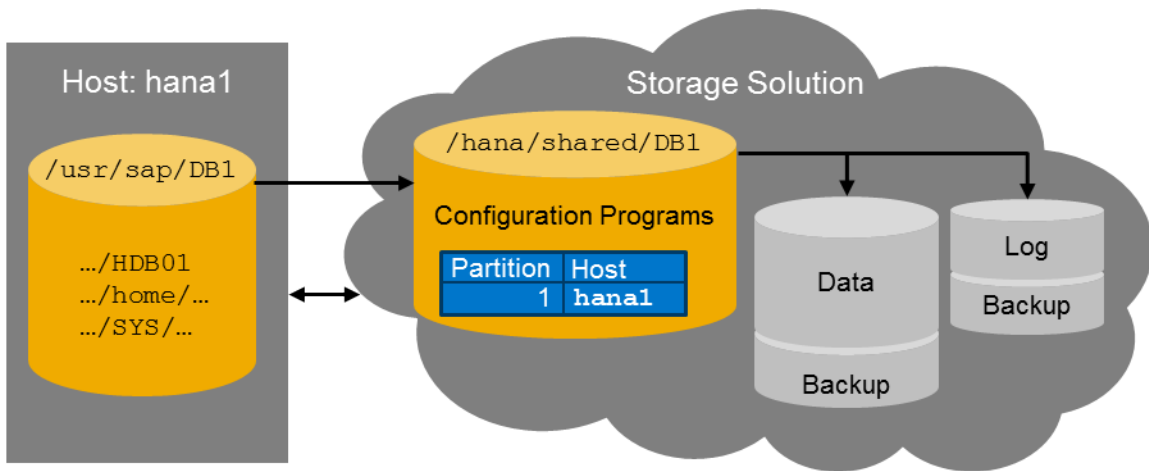 Host: hana1
/usr/sap/DB1
…/HDB01
…/home/…
…/SYS/…
Storage Solution
/hana/shared/DB1
Configuration Programs
Partition Host
1 hana1
Data
Backup
Log
Backup